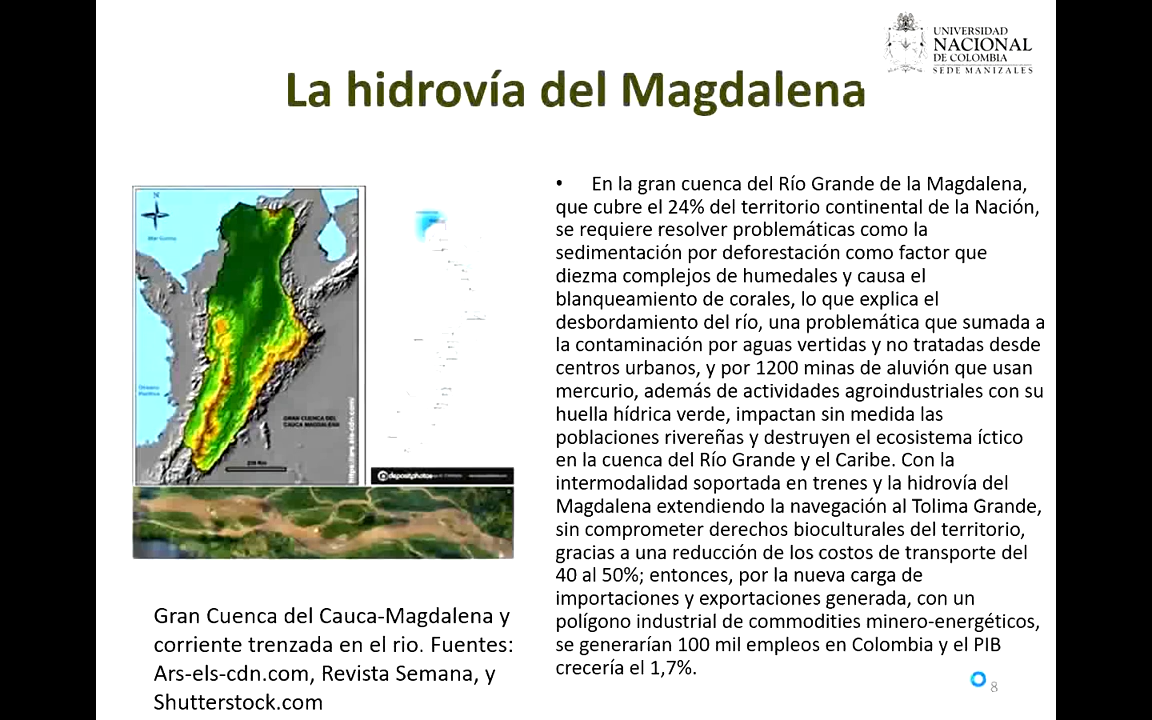 UNIVERSIDAD
NACIONAL
DE COLOMBIA
SEDE MANIZALES
La hidrovía del Magdalena
N
Mar Caribe
Océano
Pacífico
GRAN CUENCA DEL
CAUCA MAGDALENA
https://ars.els-cdn.com/
depositphotos
Gran Cuenca del Cauca-Magdalena y
corriente trenzada en el rio. Fuentes:
Ars-els-cdn.com, Revista Semana, y
Shutterstock.com
• En la gran cuenca del Río Grande de la Magdalena,
que cubre el 24% del territorio continental de la Nación,
se requiere resolver problemáticas como la
sedimentación por deforestación como factor que
diezma complejos de humedales y causa el
blanqueamiento de corales, lo que explica el
desbordamiento del río, una problemática que sumada a
la contaminación por aguas vertidas y no tratadas desde
centros urbanos, y por 1200 minas de aluvión que usan
mercurio, además de actividades agroindustriales con su
huella hídrica verde, impactan sin medida las
poblaciones rivereñas y destruyen el ecosistema íctico
en la cuenca del Río Grande y el Caribe. Con la
intermodalidad soportada en trenes y la hidrovía del
Magdalena extendiendo la navegación al Tolima Grande,
sin comprometer derechos bioculturales del territorio,
gracias a una reducción de los costos de transporte del
40 al 50%; entonces, por la nueva carga de
importaciones y exportaciones generada, con un
polígono industrial de commodities minero-energéticos,
se generarían 100 mil empleos en Colombia y el PIB
crecería el 1,7%.
8